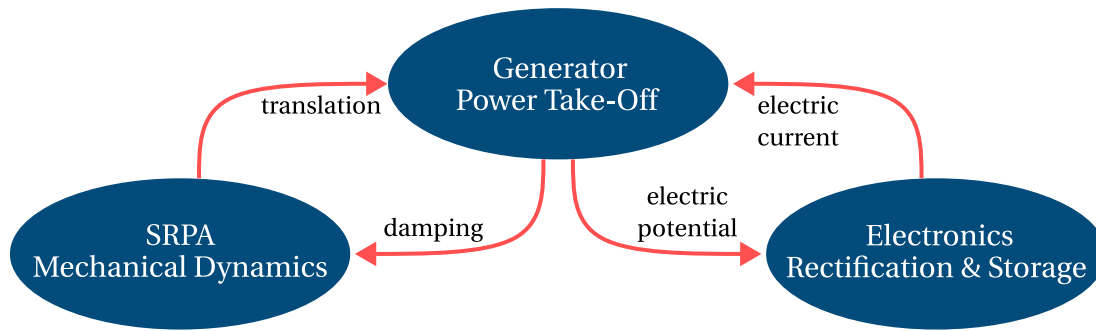 Generator
Power Take-Off
translation
electric
current
electric
potential
damping
SRPA
Mechanical Dynamics
Electronics
Rectification & Storage